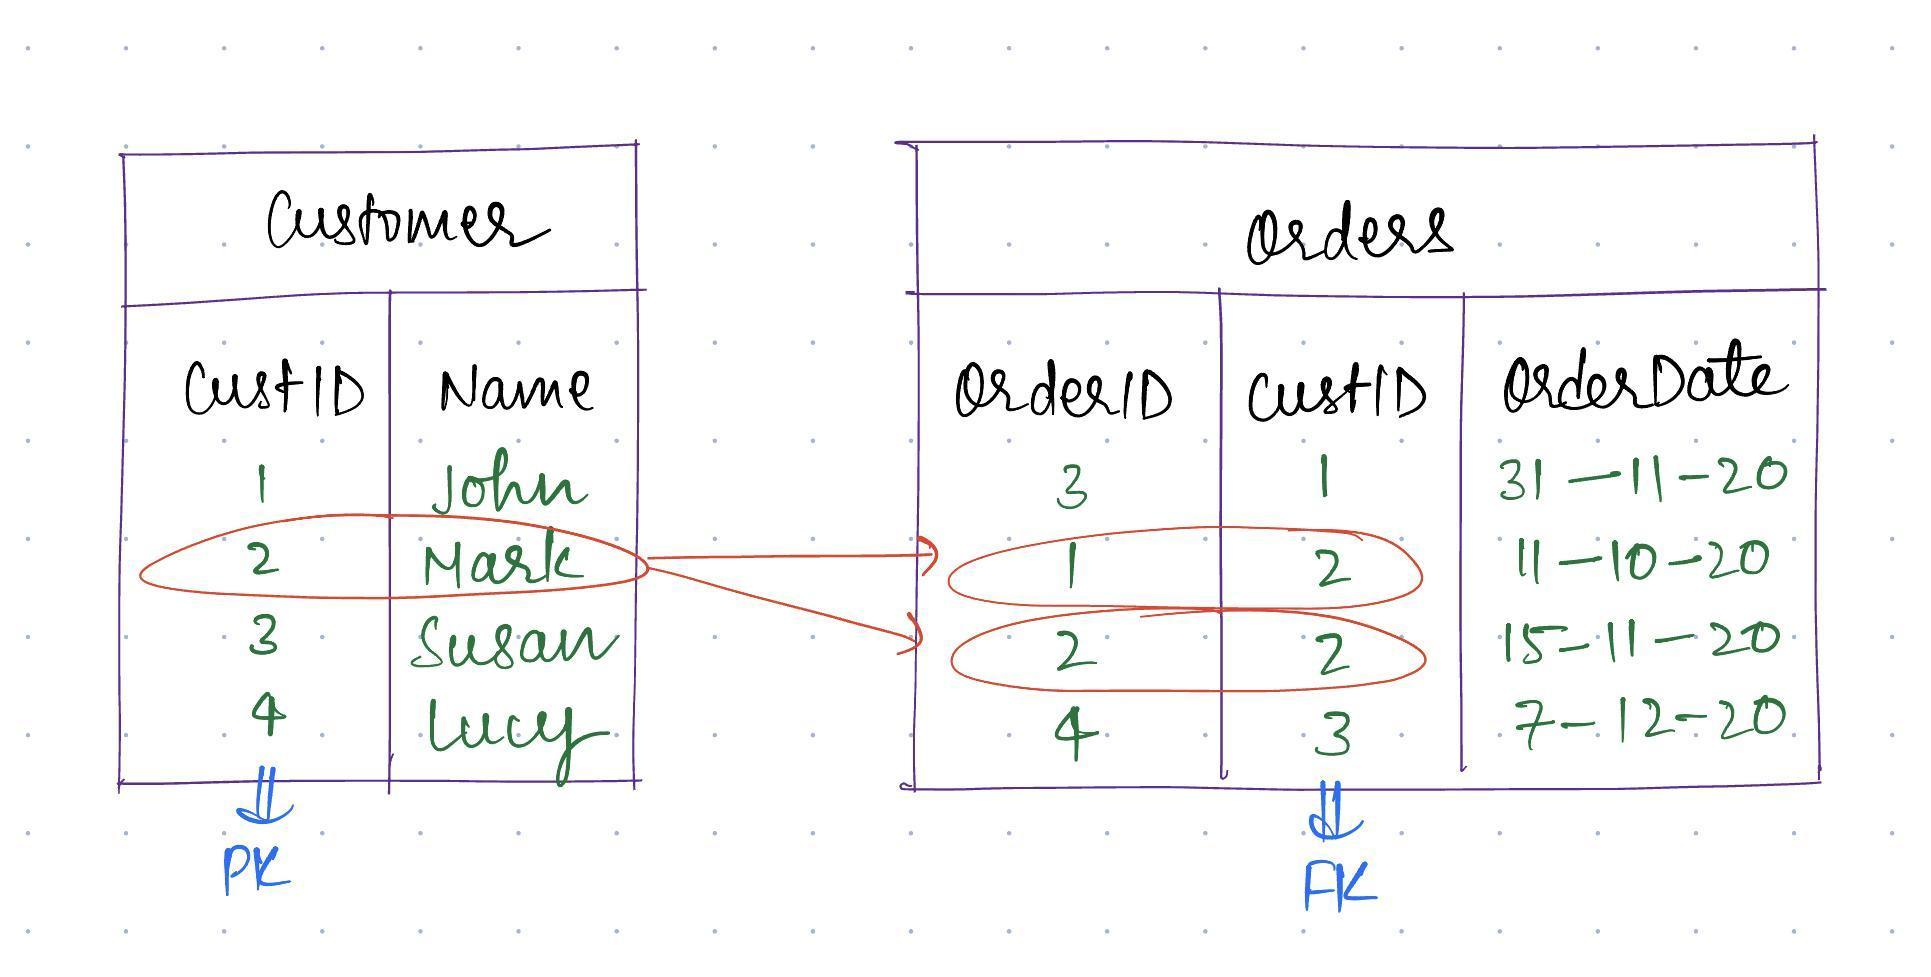 Customer
CustID Name
1 John
2 Mark
3 Susan
4 Lucy
PK
Orders
OrderID CustID OrderDate
3 1 31-11-20
1 2 11-10-20
2 2 15-11-20
4 3 7-12-20
FK